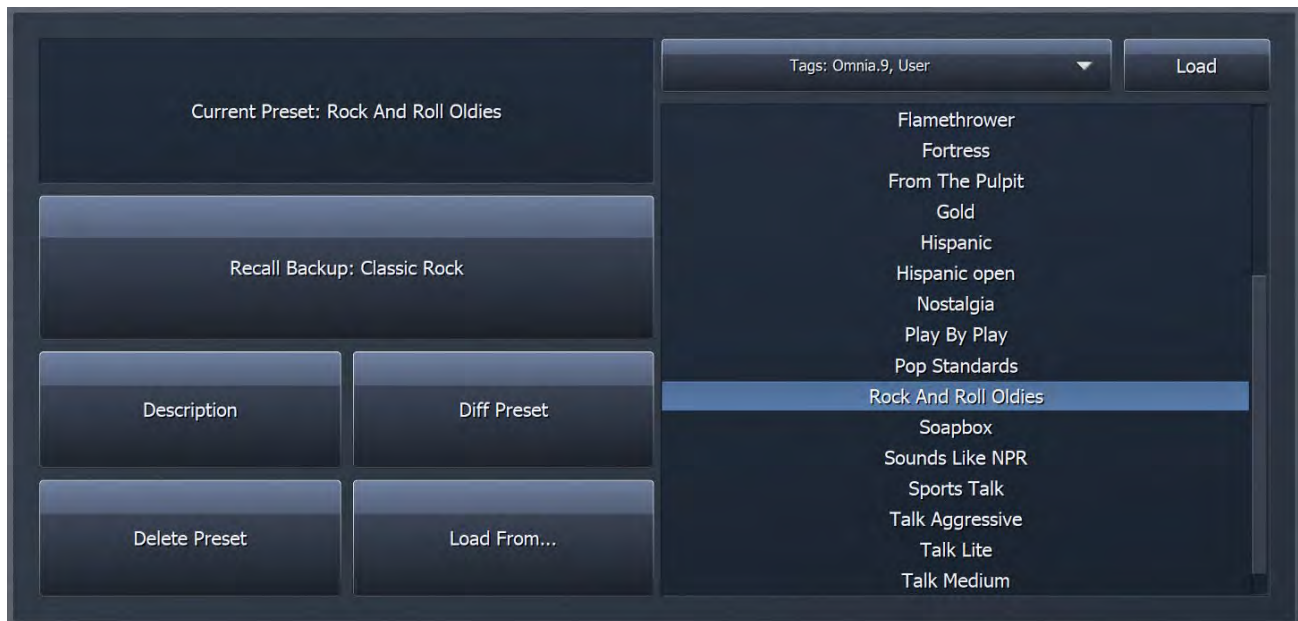 Current Preset: Rock And Roll Oldies
Recall Backup: Classic Rock
Description
Diff Preset
Delete Preset
Load From...
Tags: Omnia.9, User
Load
Flamethrower
Fortress
From The Pulpit
Gold
Hispanic
Hispanic open
Nostalgia
Play By Play
Pop Standards
Rock And Roll Oldies
Soapbox
Sounds Like NPR
Sports Talk
Talk Aggressive
Talk Lite
Talk Medium